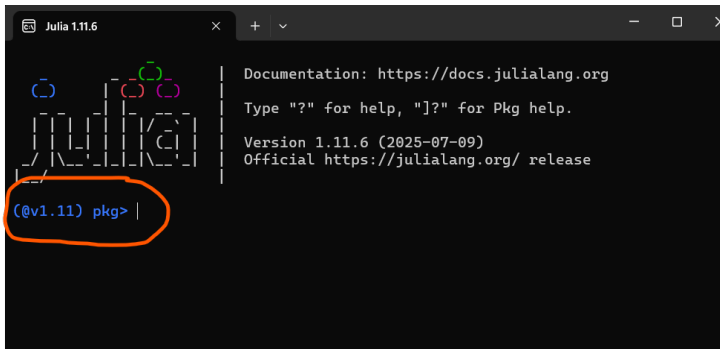 Julia 1.11.6
Documentation: https://docs.julialang.org
Type "?" for help, "]?" for Pkg help.
Version 1.11.6 (2025-07-09)
Official https://julialang.org/ release
(@v1.11) pkg>